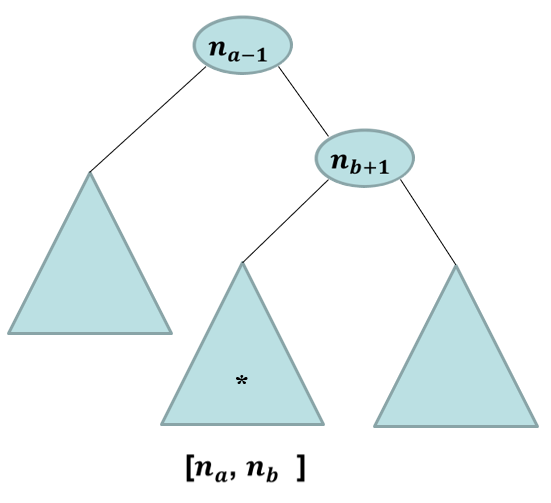 n_{a−1}
n_{b+1}
*
[n_a, n_b ]